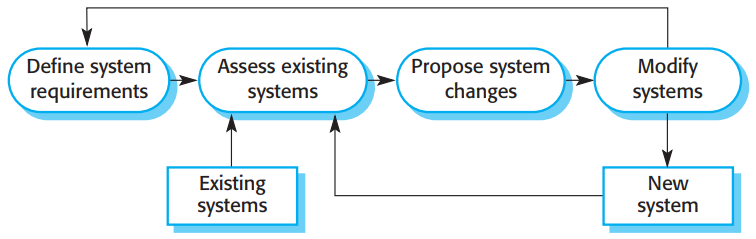 Define system
requirements
Assess existing
systems
Propose system
changes
Modify
systems
Existing
systems
New
system